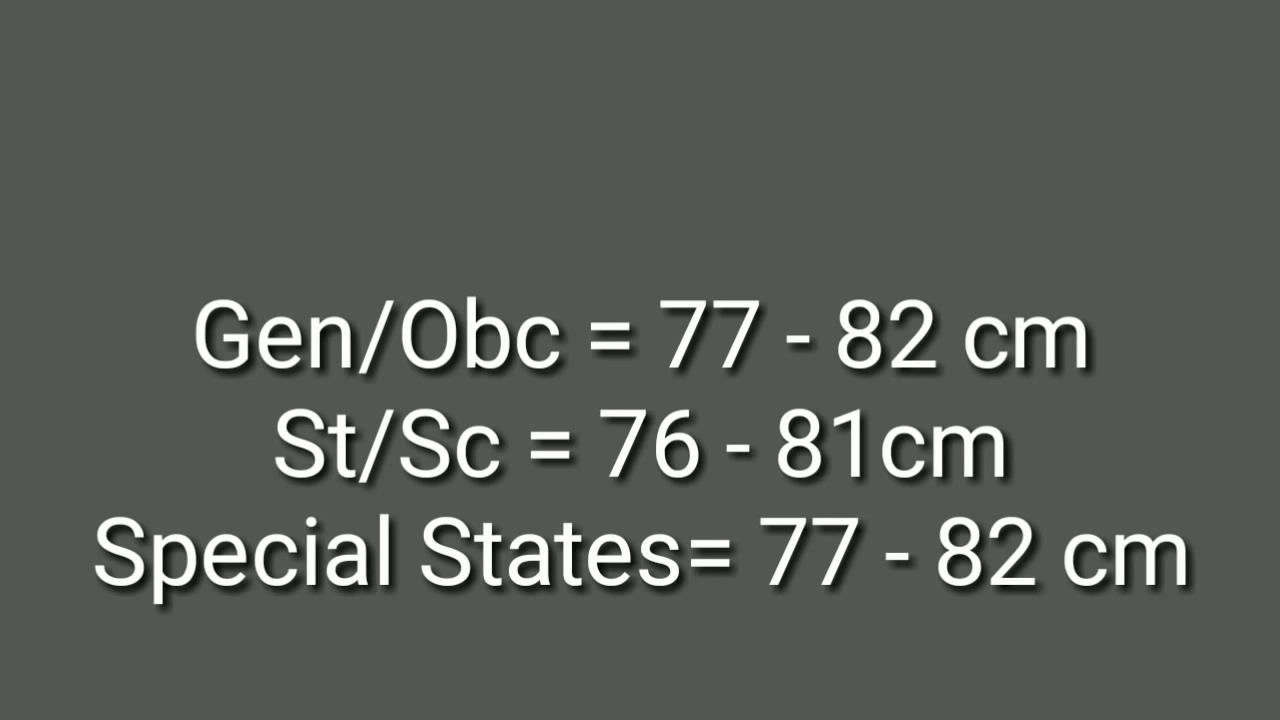 Gen/Obc = 77 - 82 cm
St/Sc = 76 - 81cm
Special States= 77 - 82 cm